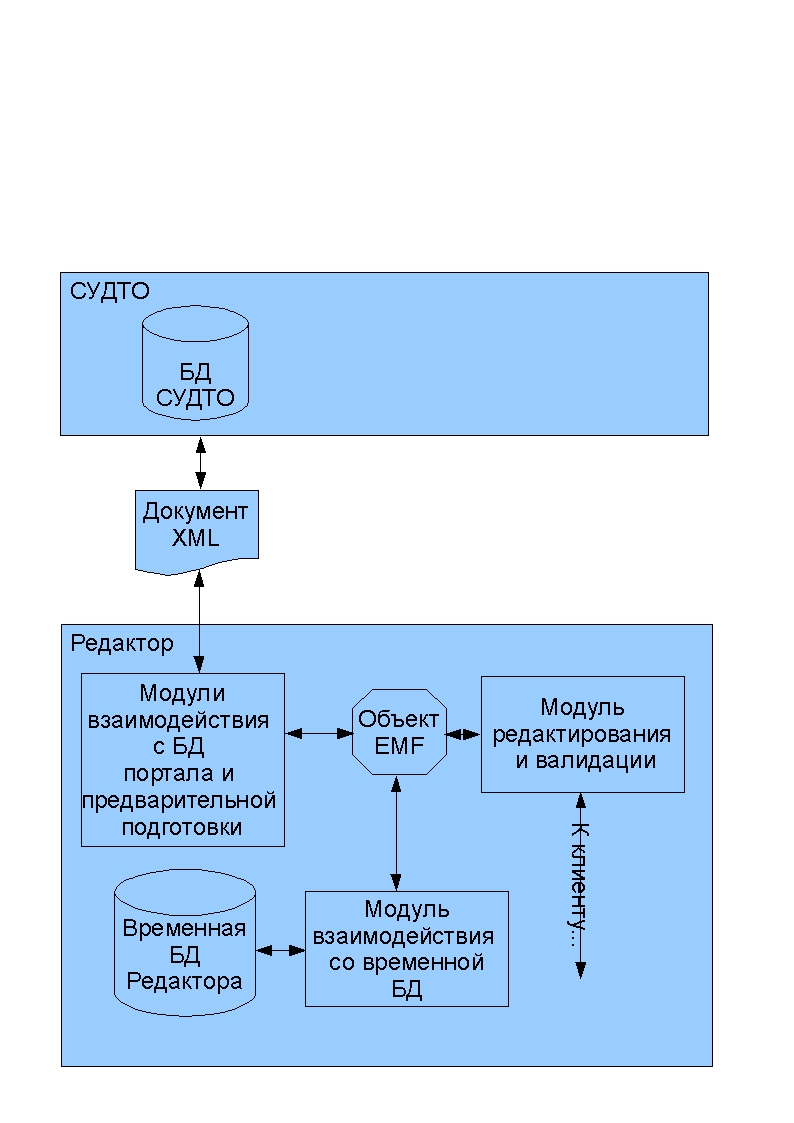 СУДТО
БД
СУДТО
Документ
XML
Редактор
Модули
взаимодействия
с БД
портала и
предварительной
подготовки
Объект
EMF
Модуль
редактирования
и валидации
К клиенту...
Временная
БД
Редактора
Модуль
взаимодействия
со временной
БД